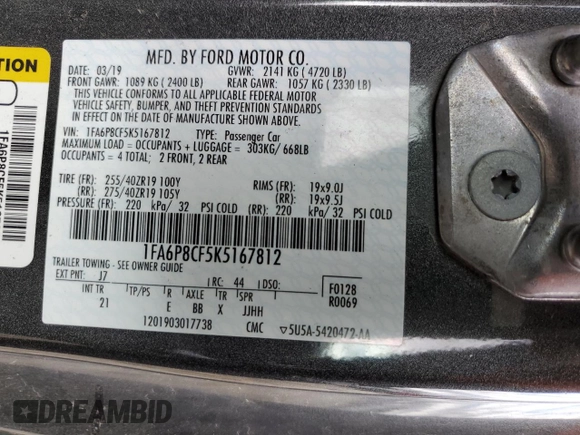 MFD. BY FORD MOTOR CO.
DATE: 03/19 GVWR: 2141 KG ( 4720 LB)
FRONT GAWR: 1089 KG ( 2400 LB) REAR GAWR: 1057 KG ( 2330 LB)
THIS VEHICLE CONFORMS TO ALL APPLICABLE FEDERAL MOTOR
VEHICLE SAFETY, BUMPER, AND THEFT PREVENTION STANDARDS
IN EFFECT ON THE DATE OF MANUFACTURE SHOWN ABOVE.
VIN: 1FA6P8CF5K5167812 TYPE: Passenger Car
MAXIMUM LOAD = OCCUPANTS + LUGGAGE = 303KG/ 668LB
OCCUPANTS = 4 TOTAL; 2 FRONT, 2 REAR
TIRE (FR): 255/40ZR19 100Y RIMS (FR): 19x9.0J
(RR): 275/40ZR19 105Y (RR): 19x9.5J
PRESSURE (FR): 220 kPa/ 32 PSI COLD (RR): 220 kPa/ 32 PSI COLD
1FA6P8CF5K5167812
TRAILER TOWING - SEE OWNER GUIDE
EXT PNT: J7 RC: 44 DSO: F0128
INT TR TP/PS R AXLE TR SPR R0069
21 E BB X JJHH
1201903017738 CMC ▽5U5A-5420472-AA
TION
1FA6P8CF5K5167
DREAMBID